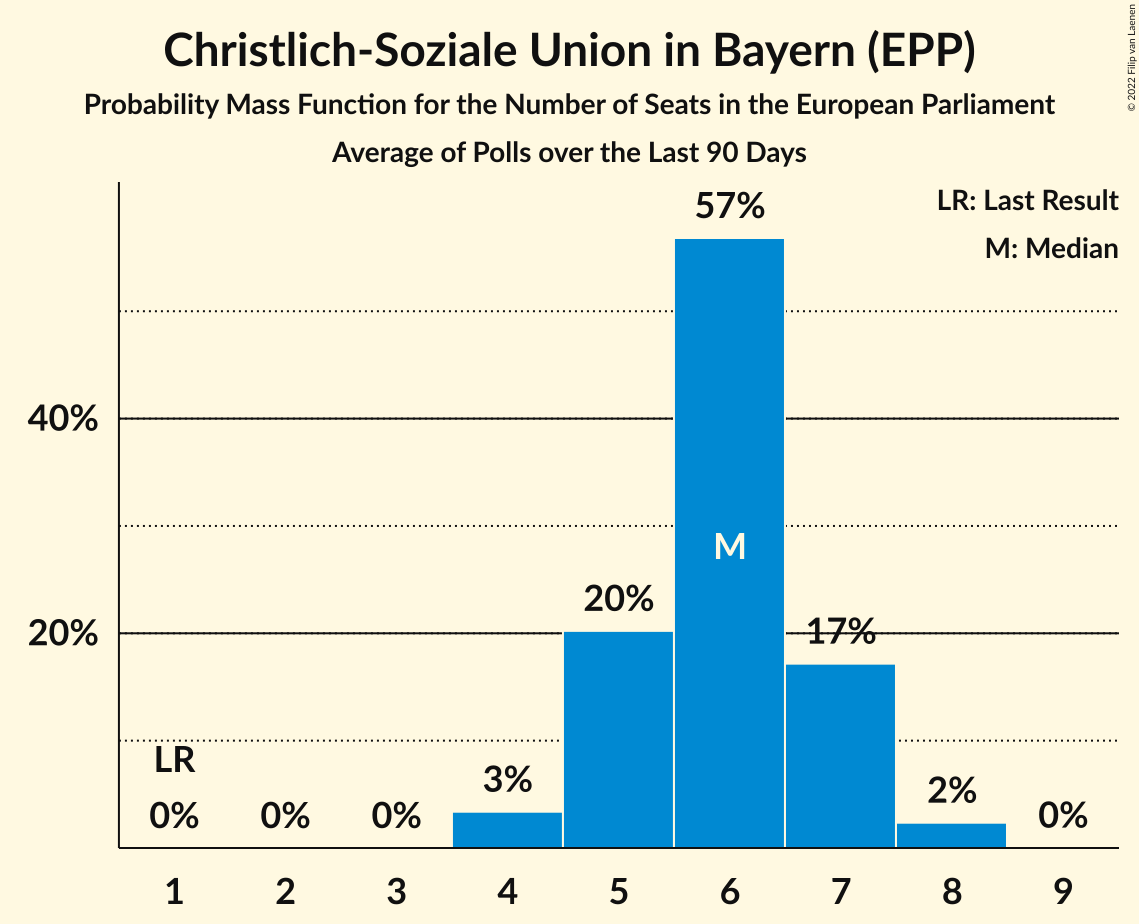 Christlich-Soziale Union in Bayern (EPP)
Probability Mass Function for the Number of Seats in the European Parliament
Average of Polls over the Last 90 Days
© 2022 Filip van Laenen
LR: Last Result
M: Median
57%
40%
M
20%
20%
17%
LR
0%
0%
0%
3%
2%
0%
1
2
3
4
5
6
7
8
9